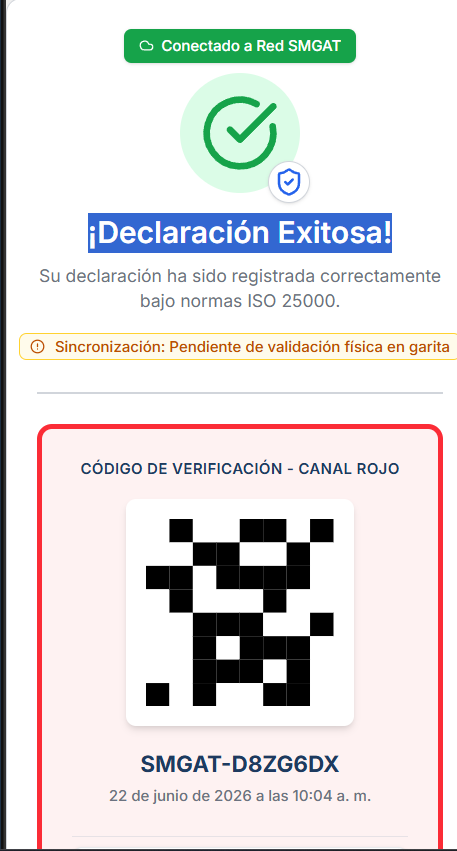 Conectado a Red SMGAT
¡Declaración Exitosa!
Su declaración ha sido registrada correctamente
bajo normas ISO 25000.
Sincronización: Pendiente de validación física en garita
CÓDIGO DE VERIFICACIÓN - CANAL ROJO
SMGAT-D8ZG6DX
22 de junio de 2026 a las 10:04 a. m.